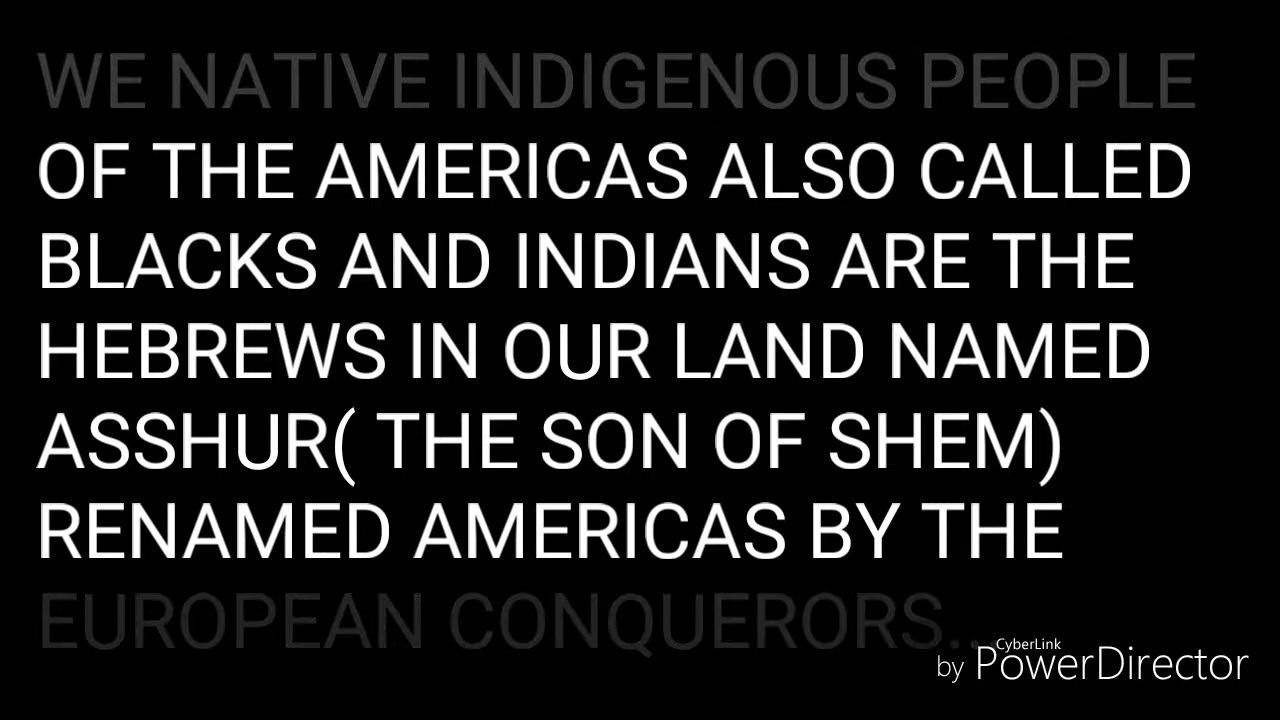 WE NATIVE INDIGENOUS PEOPLE
OF THE AMERICAS ALSO CALLED
BLACKS AND INDIANS ARE THE
HEBREWS IN OUR LAND NAMED
ASSHUR( THE SON OF SHEM)
RENAMED AMERICAS BY THE
EUROPEAN CONQUERORS...
CyberLink
by PowerDirector